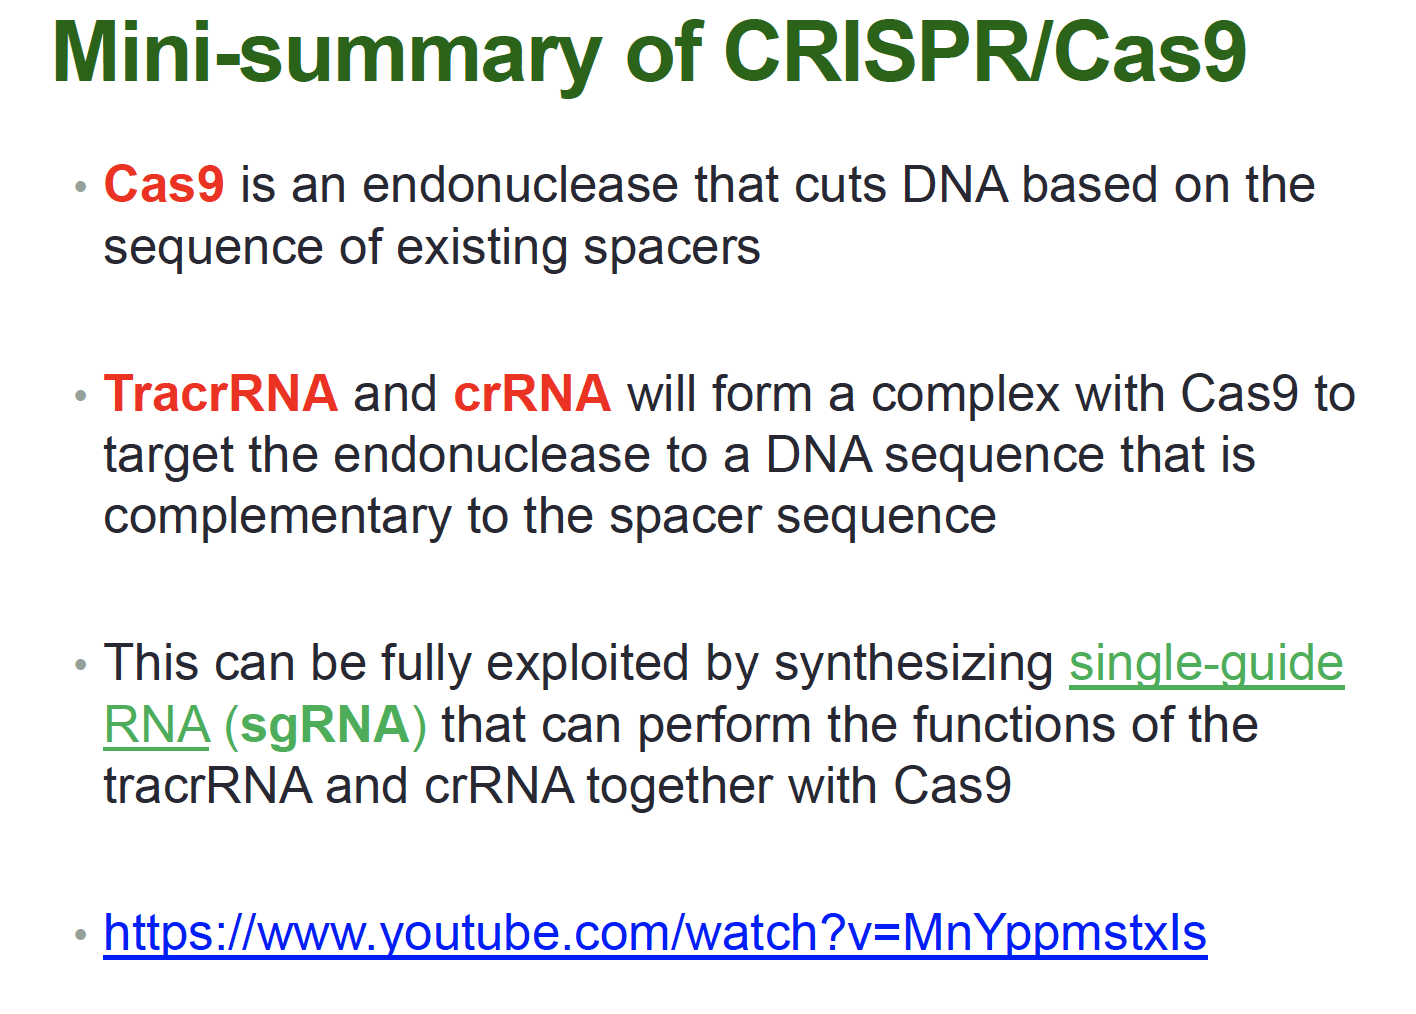 Mini-summary of CRISPR/Cas9
• Cas9 is an endonuclease that cuts DNA based on the
sequence of existing spacers
• TracrRNA and crRNA will form a complex with Cas9 to
target the endonuclease to a DNA sequence that is
complementary to the spacer sequence
• This can be fully exploited by synthesizing single-guide
RNA (sgRNA) that can perform the functions of the
tracrRNA and crRNA together with Cas9
• https://www.youtube.com/watch?v=MnYppmstxIs